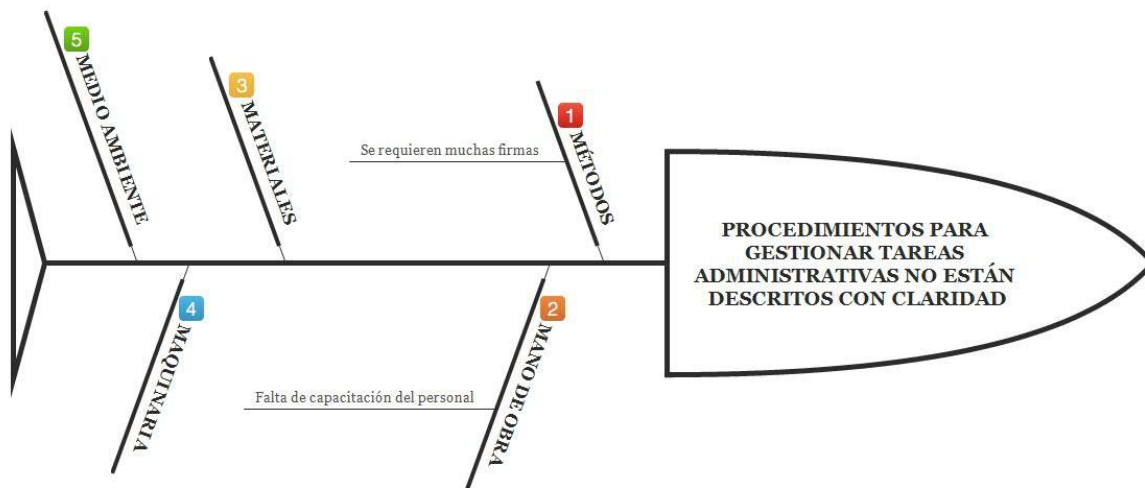 5 MEDIO AMBIENTE
3 MATERIALES
1 MÉTODOS
Se requieren muchas firmas
PROCEDIMIENTOS PARA
GESTIONAR TAREAS
ADMINISTRATIVAS NO ESTÁN
DESCRITOS CON CLARIDAD
4 MAQUINARIA
2 MANO DE OBRA
Falta de capacitación del personal